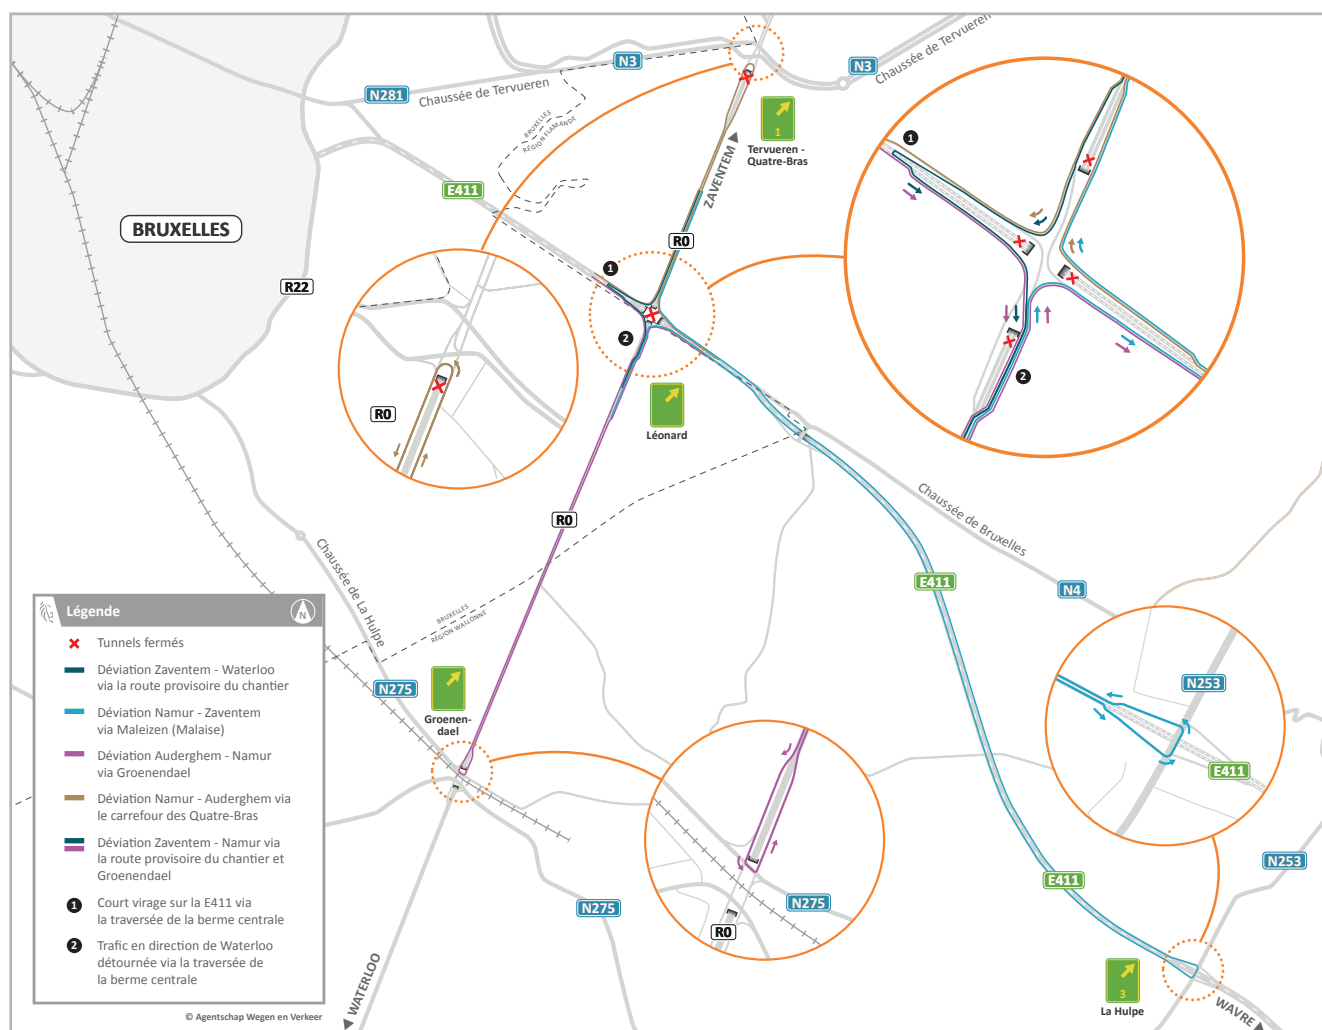 N3
N3
Chaussée de Tervueren
N281
Chaussée de Tervueren
BRUXELLES
RÉGION FLAMANDE
1
Tervueren -
Quatre-Bras
ZAVENTEM
1
E411
BRUXELLES
R0
1
R22
2
2
R0
Léonard
Chaussée de Bruxelles
R0
Chaussée de La Hulpe
E411
N4
BRUXELLES
RÉGION WALLONNE
N275
Groenen-
dael
N253
E411
Légende
N
Tunnels fermés
Déviation Zaventem - Waterloo
via la route provisoire du chantier
Déviation Namur - Zaventem
via Maleizen (Malaise)
Déviation Auderghem - Namur
via Groenendael
Déviation Namur - Auderghem via
le carrefour des Quatre-Bras
Déviation Zaventem - Namur via
la route provisoire du chantier et
Groenendael
1 Court virage sur la E411 via
la traversée de la berme centrale
2 Trafic en direction de Waterloo
détournée via la traversée de
la berme centrale
© Agentschap Wegen en Verkeer
N253
E411
N275
N275
R0
WATERLOO
3
La Hulpe
WAVRE